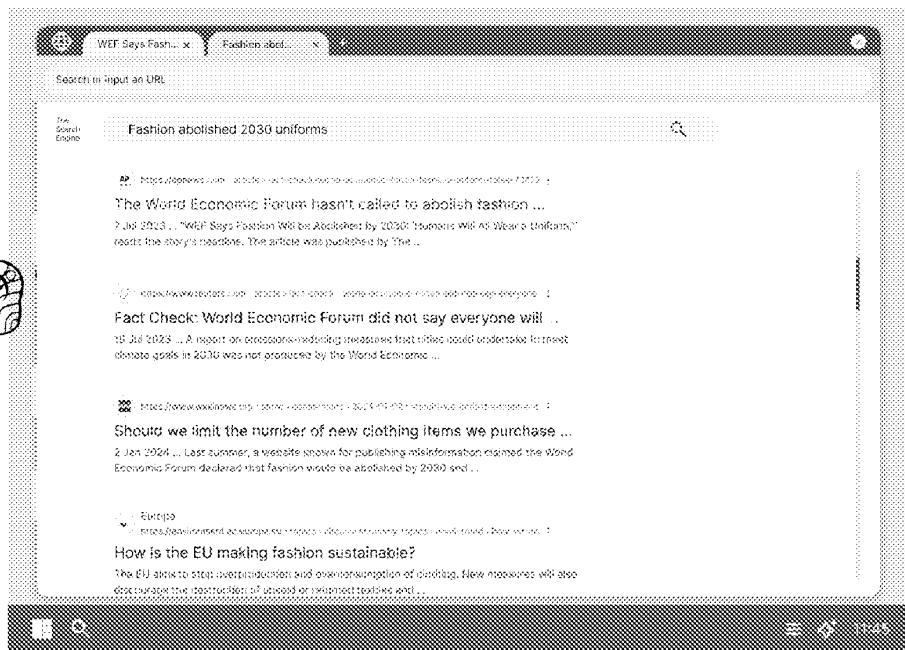 WEF Says Fash... x
Fashion abol... x
+
Search or input an URL
The
Search
Engine
Fashion abolished 2030 uniforms
AP
The World Economic Forum hasn't called to abolish fashion ...
2 Jul 2023 ... "WEF Says Fashion Will be Abolished by 2030: 'Humans Will All Wear a Uniform,'"
reads the story's headline. The article was published by The ...
Fact Check: World Economic Forum did not say everyone will ...
A report on emissions-reducing measures that cities could undertake to meet
climate goals in 2030 was not produced by the World Economic ...
Should we limit the number of new clothing items we purchase ...
2 Jan 2024 ... Last summer, a website known for publishing misinformation claimed the World
Economic Forum declared that fashion would be abolished by 2030 and ...
Europa
How is the EU making fashion sustainable?
The EU aims to stop overproduction and overconsumption of clothing. New measures will also
discourage the destruction of unsold or returned textiles and ...
11:45